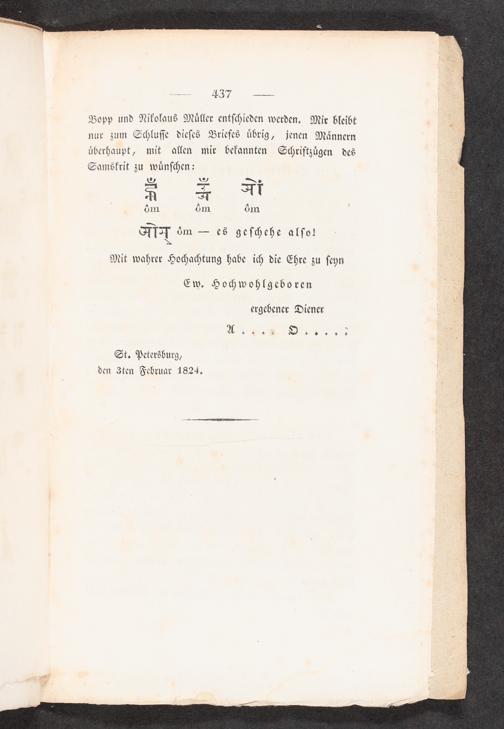 — 437 —
Bopp und Nikolaus Müller entschieden werden. Mir bleibt
nur zum Schlusse dieses Briefes übrig, jenen Männern
überhaupt, mit allen mir bekannten Schriftzügen des
Samskrit zu wünschen:
ओं
ôm ôm ôm
ओम् ôm — es geschehe also!
Mit wahrer Hochachtung habe ich die Ehre zu seyn
Ew. Hochwohlgeboren
ergebener Diener
A . . . . O . . . . .
St. Petersburg,
den 3ten Februar 1824.